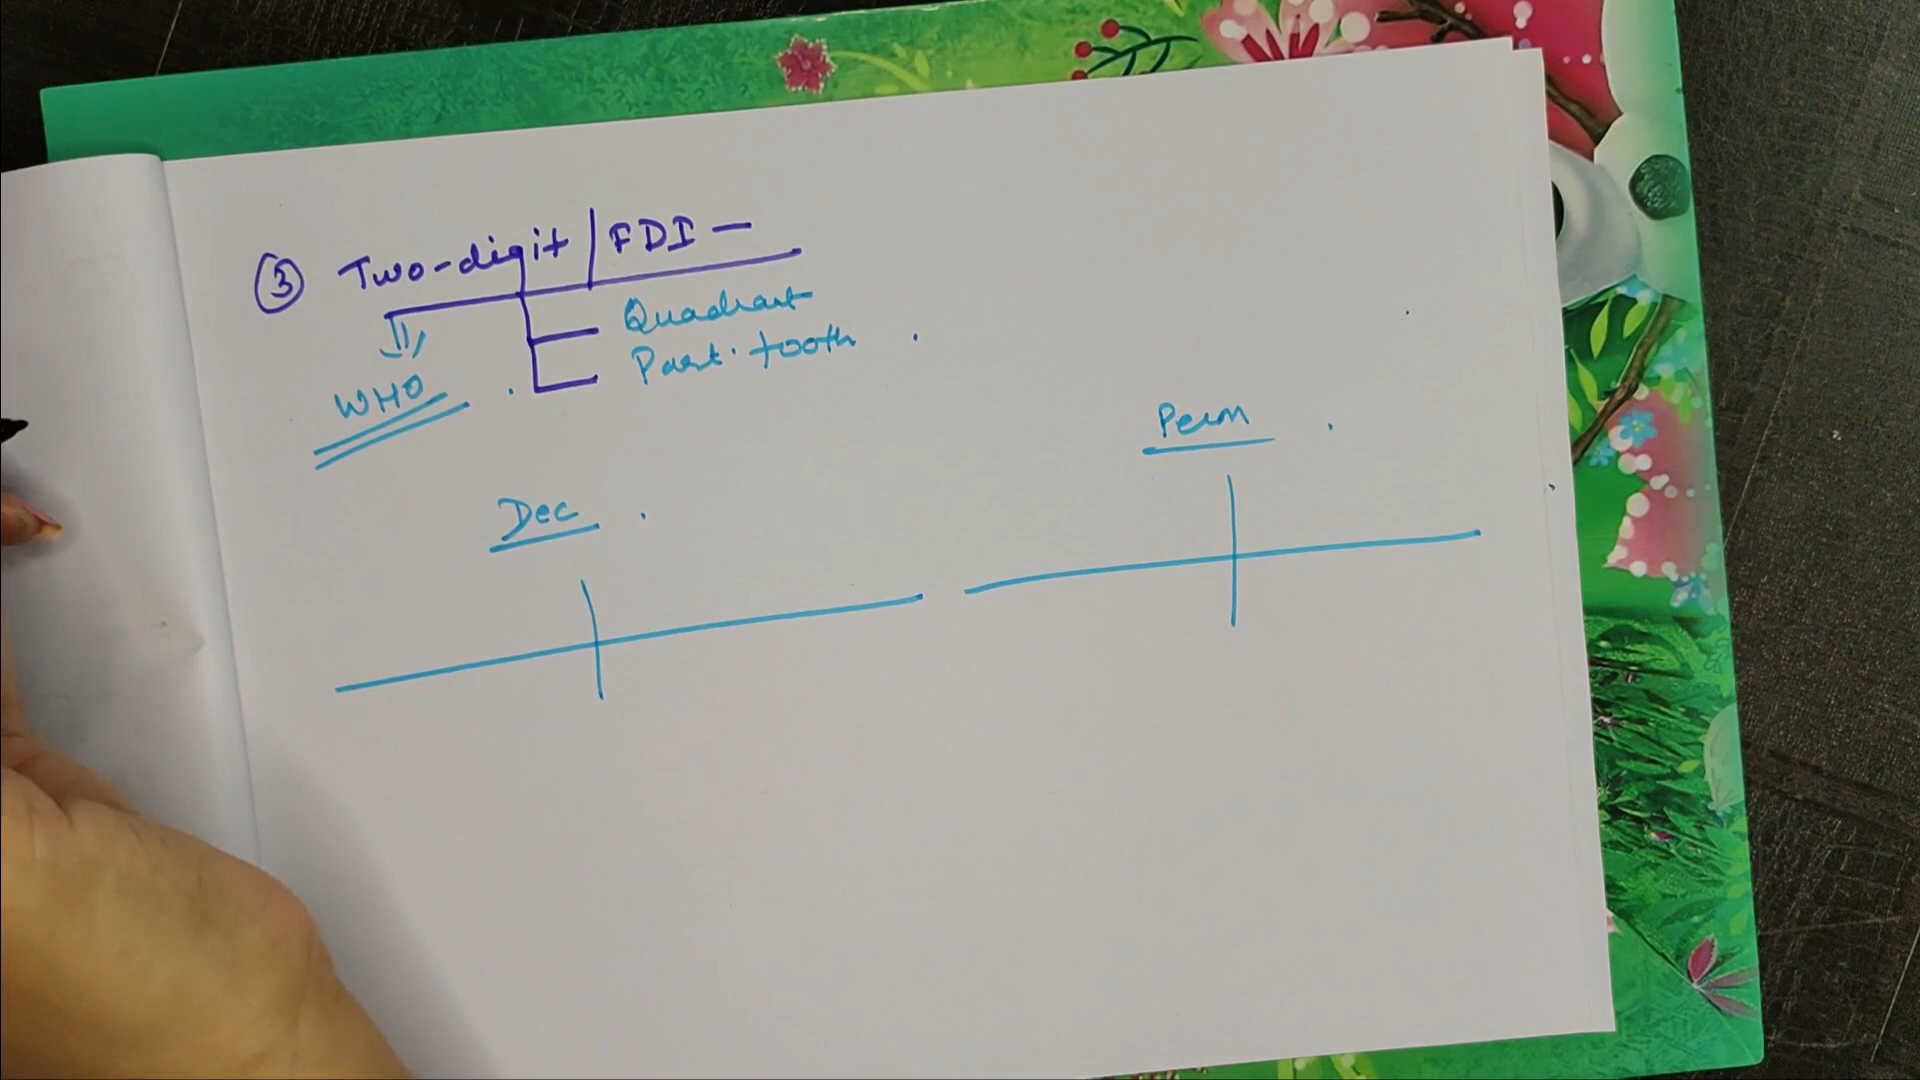 ③ Two-digit/FDI —
Quadrant
Part. tooth
WHO
Perm
Dec